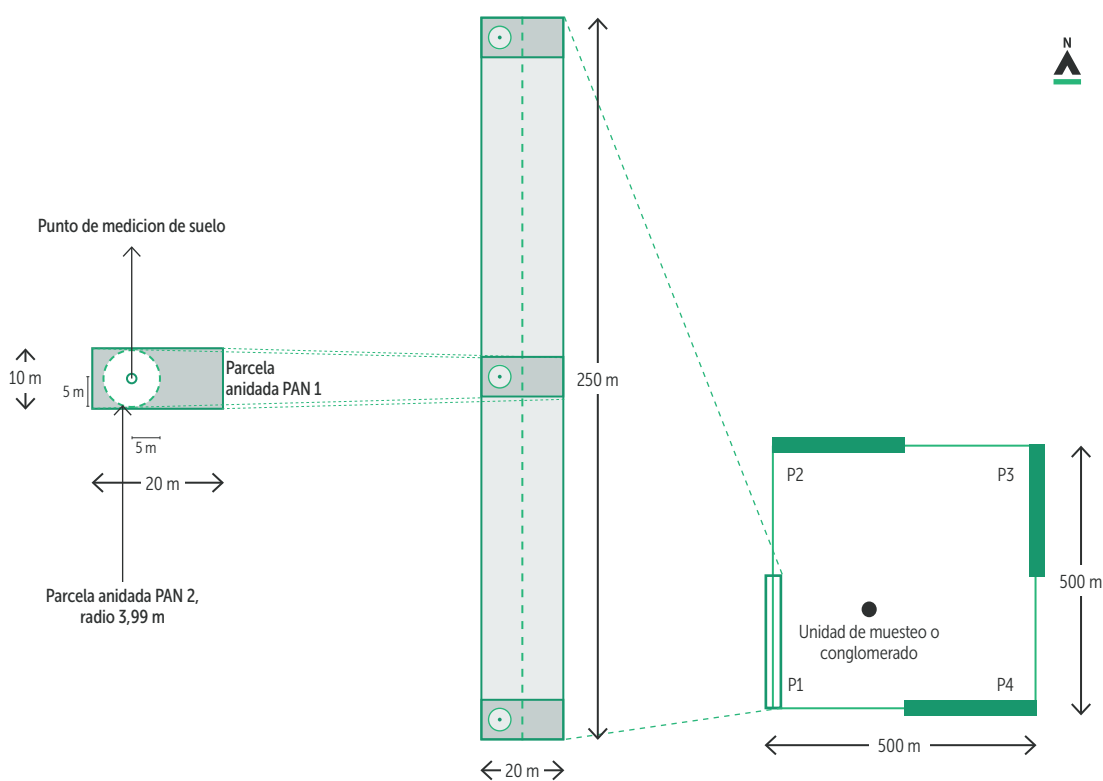 N
Punto de medicion de suelo
10 m
5 m
Parcela
anidada PAN 1
5 m
20 m
Parcela anidada PAN 2,
radio 3,99 m
250 m
20 m
P2
P3
500 m
Unidad de muesteo o
conglomerado
P1
P4
500 m